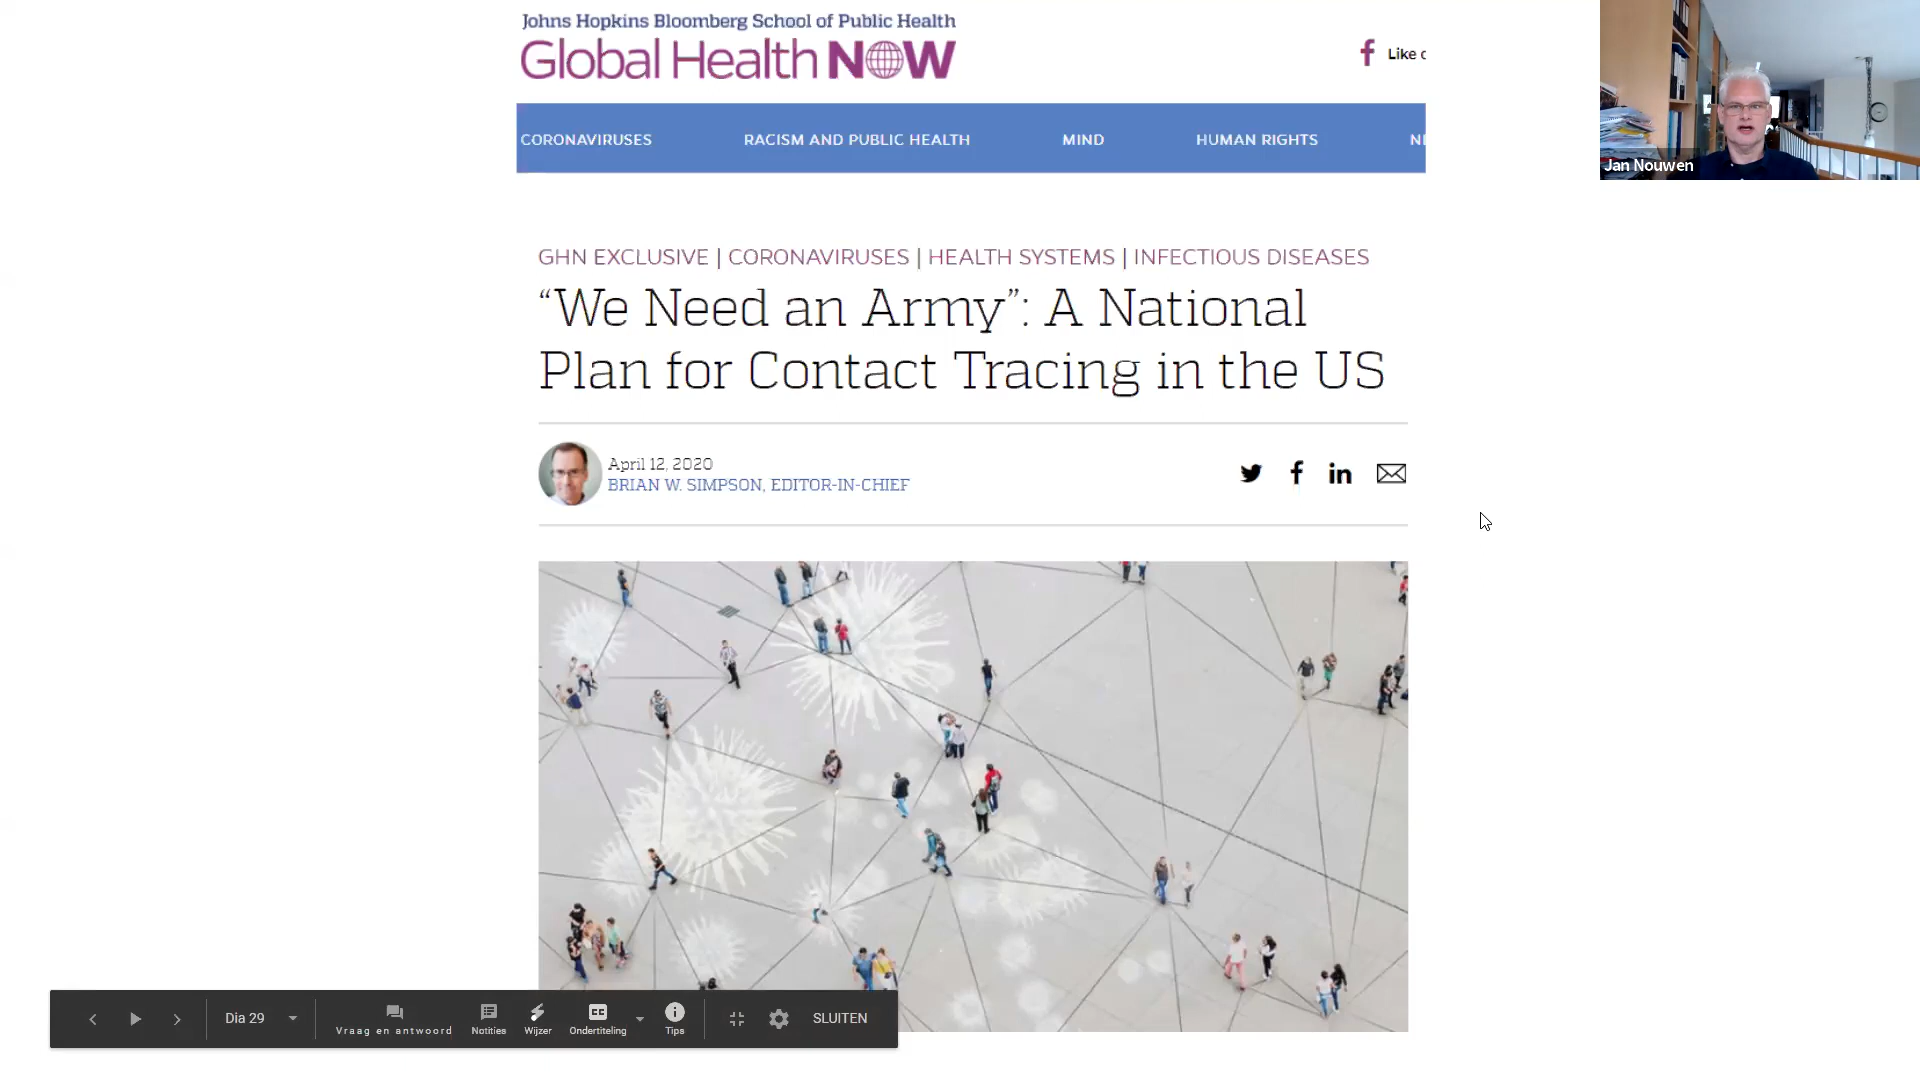 Johns Hopkins Bloomberg School of Public Health
Global Health NOW
Like
CORONAVIRUSES RACISM AND PUBLIC HEALTH MIND HUMAN RIGHTS
Jan Nouwen
GHN EXCLUSIVE | CORONAVIRUSES | HEALTH SYSTEMS | INFECTIOUS DISEASES
“We Need an Army”: A National
Plan for Contact Tracing in the US
April 12, 2020
BRIAN W. SIMPSON, EDITOR-IN-CHIEF
Dia 29
Vraag en antwoord
Notities
Wijzer
Ondertiteling
Tips
SLUITEN